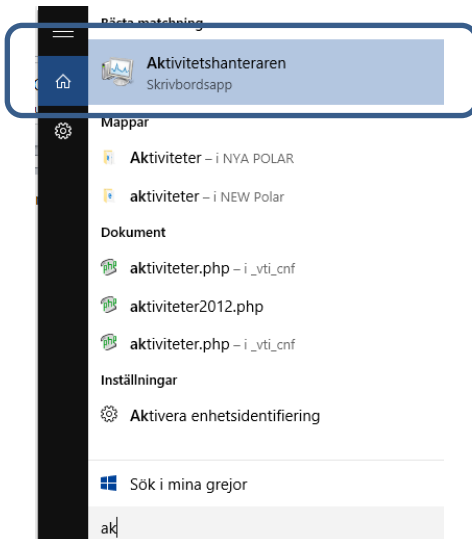 Bästa matchning
Aktivitetshanteraren
Skrivbordsapp
Mappar
Aktiviteter – i NYA POLAR
aktiviteter – i NEW Polar
Dokument
aktiviteter.php – i _vti_cnf
aktiviteter2012.php
aktiviteter.php – i _vti_cnf
Inställningar
Aktivera enhetsidentifiering
Sök i mina grejor
ak